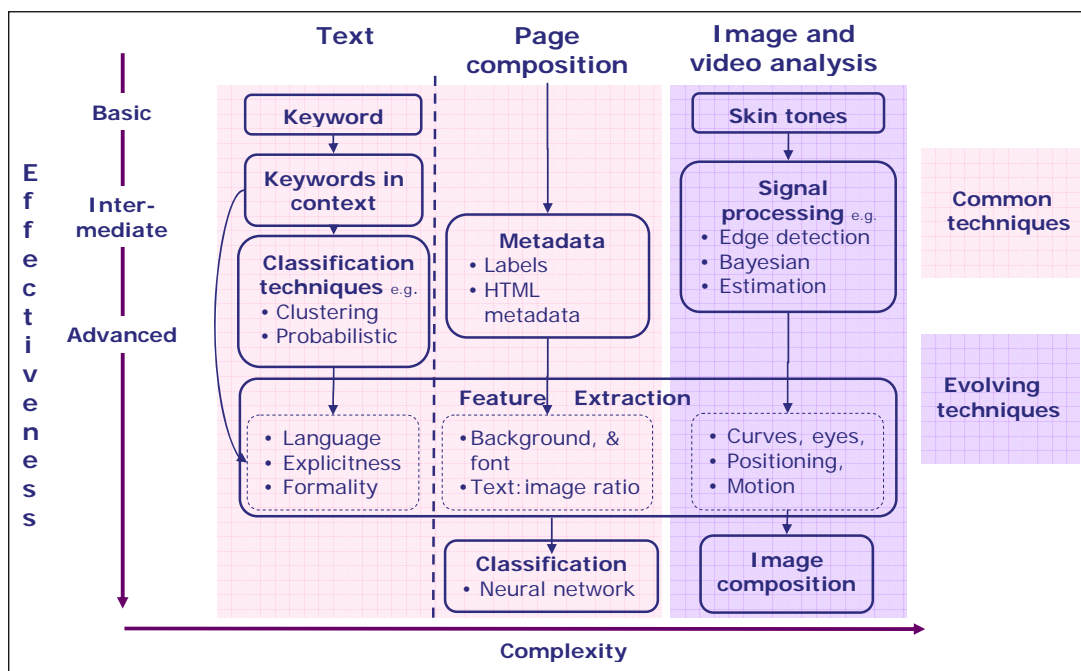 Text
Page
composition
Image and
video analysis
Effectiveness
Basic
Inter-
mediate
Advanced
Keyword
Keywords in
context
Classification
techniques e.g.
• Clustering
• Probabilistic
Metadata
• Labels
• HTML
metadata
Skin tones
Signal
processing e.g.
• Edge detection
• Bayesian
• Estimation
Feature Extraction
• Language
• Explicitness
• Formality
• Background, &
font
• Text:image ratio
• Curves, eyes,
• Positioning,
• Motion
Classification
• Neural network
Image
composition
Common
techniques
Evolving
techniques
Complexity